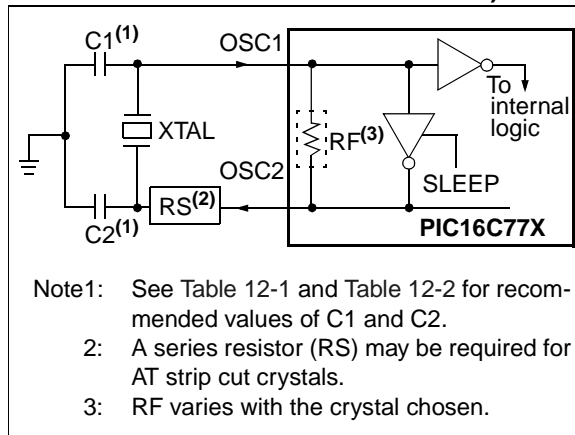 C1(1)
OSC1
To
internal
logic
XTAL
RF(3)
OSC2
SLEEP
RS(2)
C2(1)
PIC16C77X
Note1: See Table 12-1 and Table 12-2 for recom-
mended values of C1 and C2.
2: A series resistor (RS) may be required for
AT strip cut crystals.
3: RF varies with the crystal chosen.